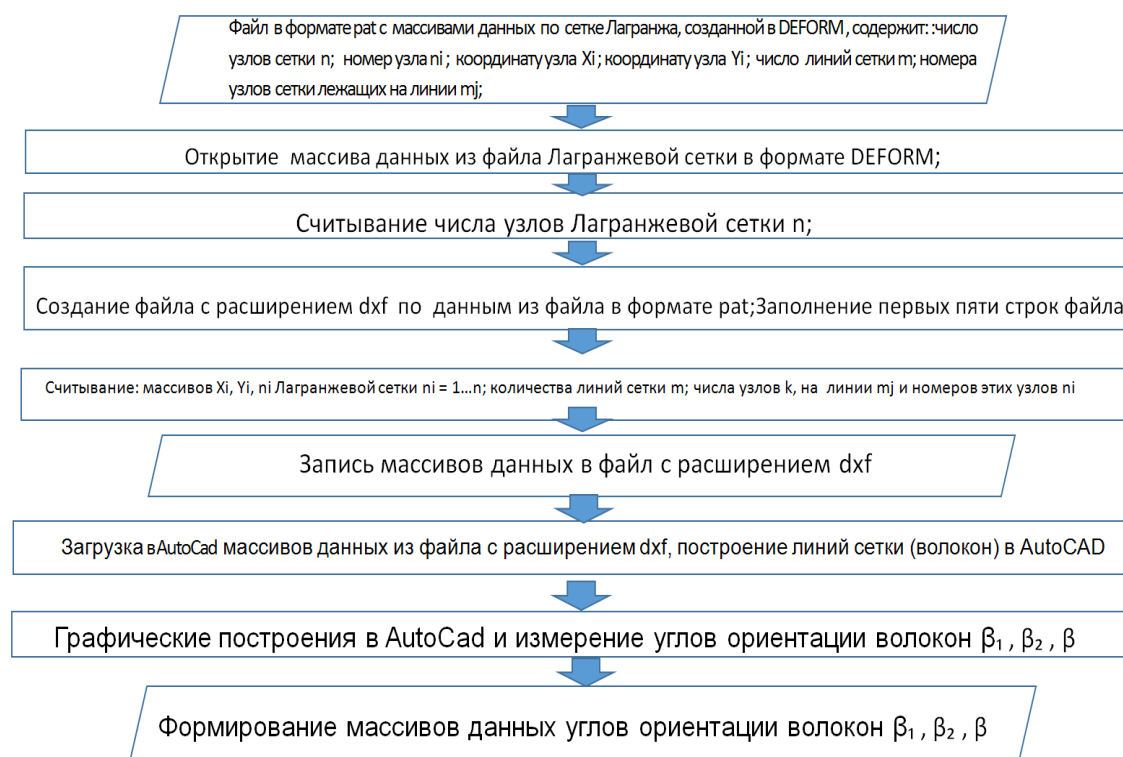 Файл в формате pat с массивами данных по сетке Лагранжа, созданной в DEFORM , содержит: :число
узлов сетки n; номер узла ni ; координату узла Xi ; координату узла Yi ; число линий сетки m; номера
узлов сетки лежащих на линии mj;
Открытие массива данных из файла Лагранжевой сетки в формате DEFORM;
Считывание числа узлов Лагранжевой сетки n;
Создание файла с расширением dxf по данным из файла в формате pat;Заполнение первых пяти строк файла
Считывание: массивов Xi, Yi, ni Лагранжевой сетки ni = 1...n; количества линий сетки m; числа узлов k, на линии mj и номеров этих узлов ni
Запись массивов данных в файл с расширением dxf
Загрузка в AutoCad массивов данных из файла с расширением dxf, построение линий сетки (волокон) в AutoCAD
Графические построения в AutoCad и измерение углов ориентации волокон β₁ , β₂ , β
Формирование массивов данных углов ориентации волокон β₁ , β₂ , β